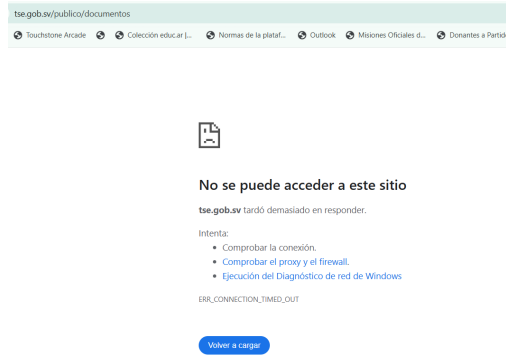 tse.gob.sv/publico/documentos
Touchstone Arcade Colección educ.ar |... Normas de la plataf... Outlook Misiones Oficiales d... Donantes a Partido
No se puede acceder a este sitio
tse.gob.sv tardó demasiado en responder.
Intenta:
• Comprobar la conexión.
• Comprobar el proxy y el firewall.
• Ejecución del Diagnóstico de red de Windows
ERR_CONNECTION_TIMED_OUT
Volver a cargar